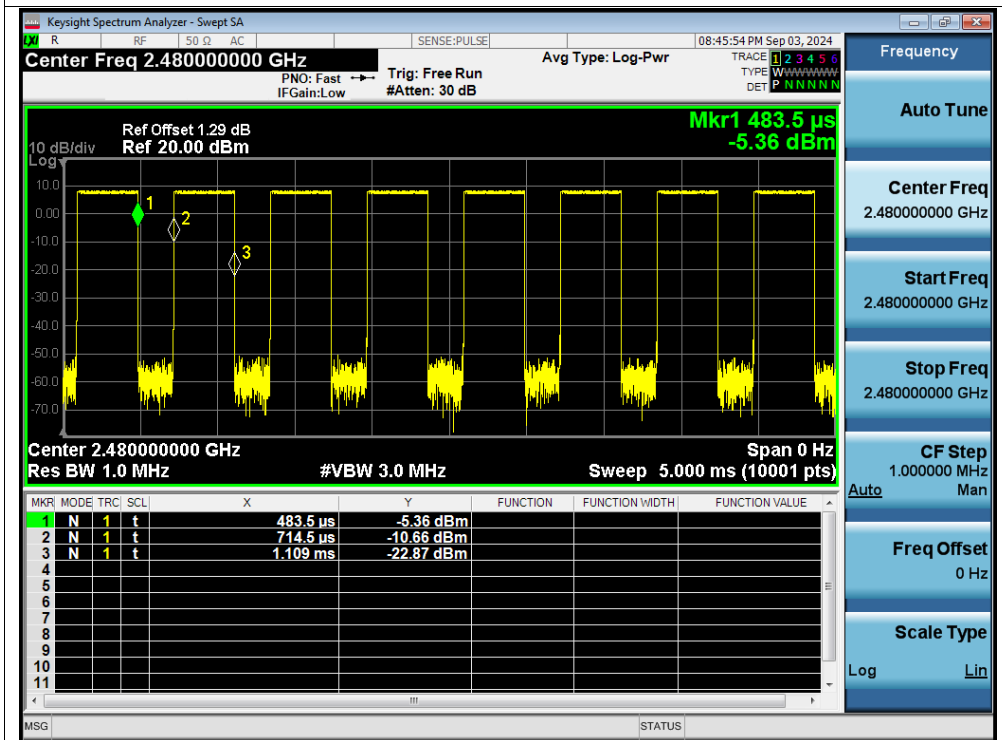 Keysight Spectrum Analyzer - Swept SA
LXI R RF 50 Ω AC SENSE:PULSE 08:45:54 PM Sep 03, 2024
Center Freq 2.480000000 GHz
PNO: Fast
IFGain:Low
Trig: Free Run
#Atten: 30 dB
Avg Type: Log-Pwr
TRACE 1 2 3 4 5 6
TYPE WWWWWW
DET P N N N N N
Mkr1 483.5 µs
-5.36 dBm
Ref Offset 1.29 dB
10 dB/div Ref 20.00 dBm
Log
10.0
0.00
-10.0
-20.0
-30.0
-40.0
-50.0
-60.0
-70.0
1
2
3
Center 2.480000000 GHz Span 0 Hz
Res BW 1.0 MHz #VBW 3.0 MHz Sweep 5.000 ms (10001 pts)
MKR MODE TRC SCL X Y FUNCTION FUNCTION WIDTH FUNCTION VALUE
1 N 1 t 483.5 µs -5.36 dBm
2 N 1 t 714.5 µs -10.66 dBm
3 N 1 t 1.109 ms -22.87 dBm
4
5
6
7
8
9
10
11
MSG STATUS
Frequency
Auto Tune
Center Freq
2.480000000 GHz
Start Freq
2.480000000 GHz
Stop Freq
2.480000000 GHz
CF Step
1.000000 MHz
Auto Man
Freq Offset
0 Hz
Scale Type
Log Lin